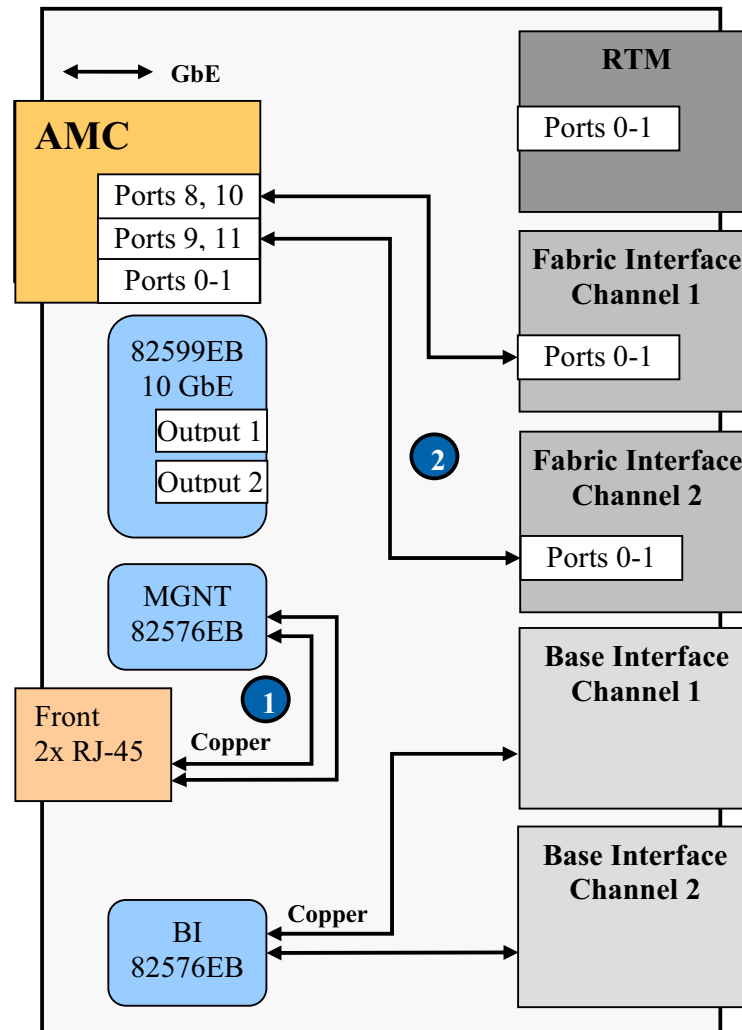 GbE
RTM
Ports 0-1
AMC
Ports 8, 10
Ports 9, 11
Ports 0-1
Fabric Interface
Channel 1
Ports 0-1
82599EB
10 GbE
Output 1
Output 2
2
Fabric Interface
Channel 2
Ports 0-1
MGNT
82576EB
1
Front
2x RJ-45
Copper
Base Interface
Channel 1
Base Interface
Channel 2
Copper
BI
82576EB